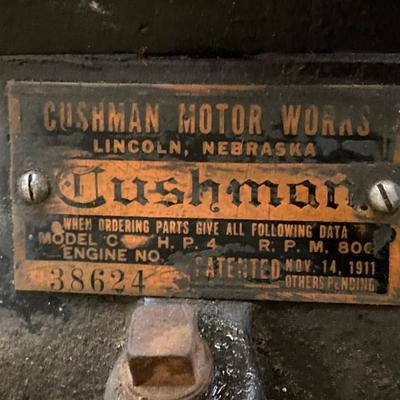 CUSHMAN MOTOR WORKS
LINCOLN, NEBRASKA
Cushman.
WHEN ORDERING PARTS GIVE ALL FOLLOWING DATA
MODEL C H.P. 4 R.P.M. 800
ENGINE NO.
38624 PATENTED NOV. 14, 1911
OTHERS PENDING